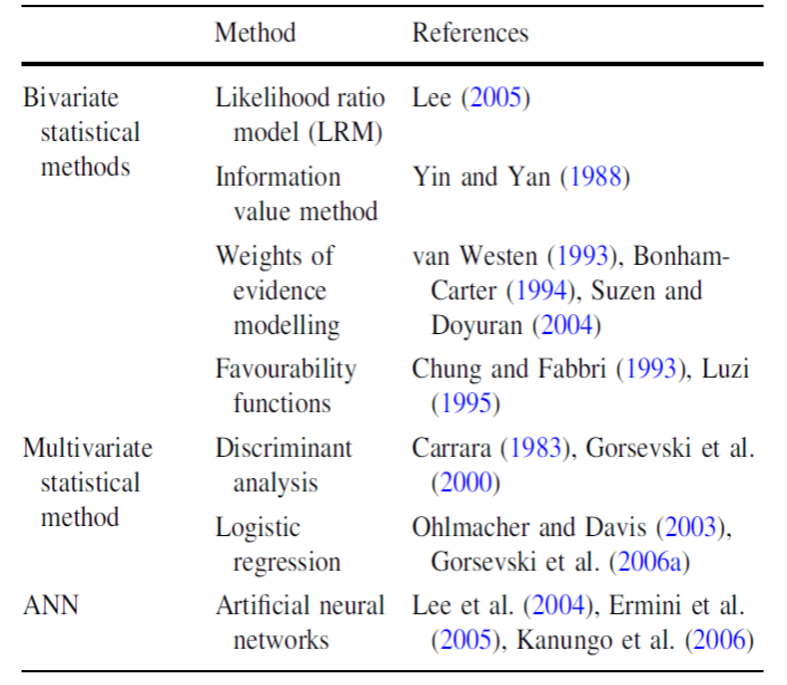 Method References
Bivariate Likelihood ratio Lee (2005)
statistical model (LRM)
methods
Information Yin and Yan (1988)
value method
Weights of van Westen (1993), Bonham-
evidence Carter (1994), Suzen and
modelling Doyuran (2004)
Favourability Chung and Fabbri (1993), Luzi
functions (1995)
Multivariate Discriminant Carrara (1983), Gorsevski et al.
statistical analysis (2000)
method
Logistic Ohlmacher and Davis (2003),
regression Gorsevski et al. (2006a)
ANN Artificial neural Lee et al. (2004), Ermini et al.
networks (2005), Kanungo et al. (2006)